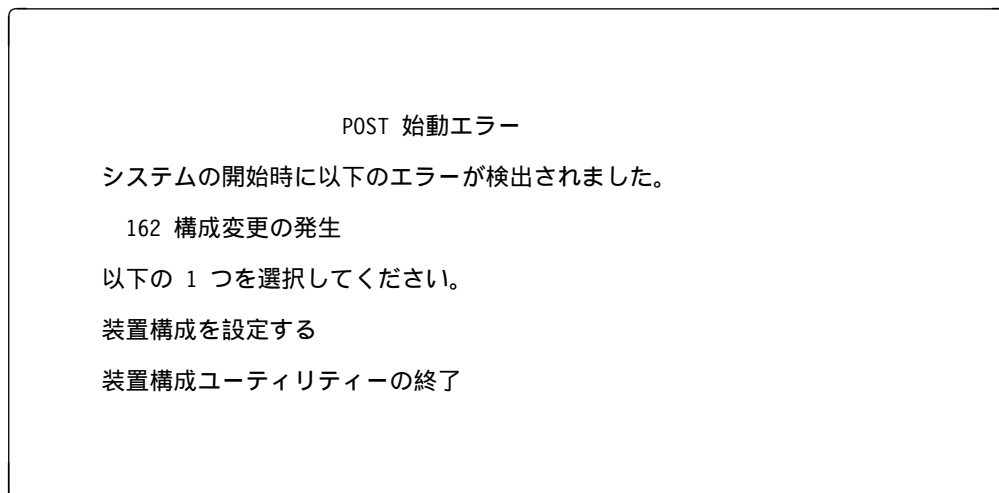 POST 始動エラー
システムの開始時に以下のエラーが検出されました。
162 構成変更の発生
以下の 1 つを選択してください。
装置構成を設定する
装置構成ユーティリティーの終了